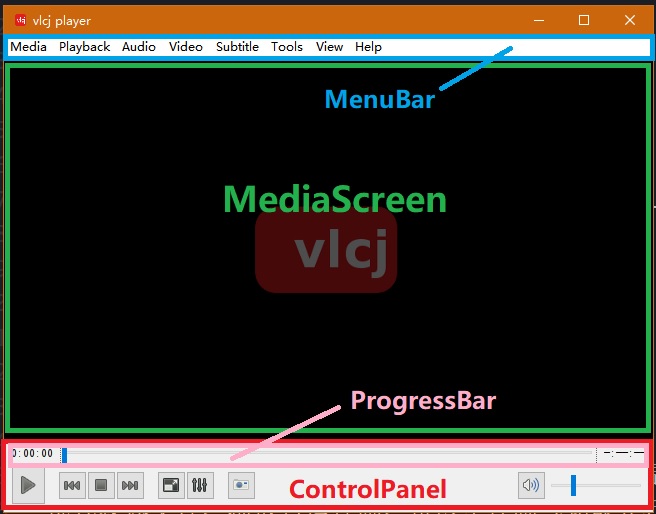 vlcj player
Media Playback Audio Video Subtitle Tools View Help
MenuBar
MediaScreen
vlcj
ProgressBar
0:00:00 -:--:--
ControlPanel